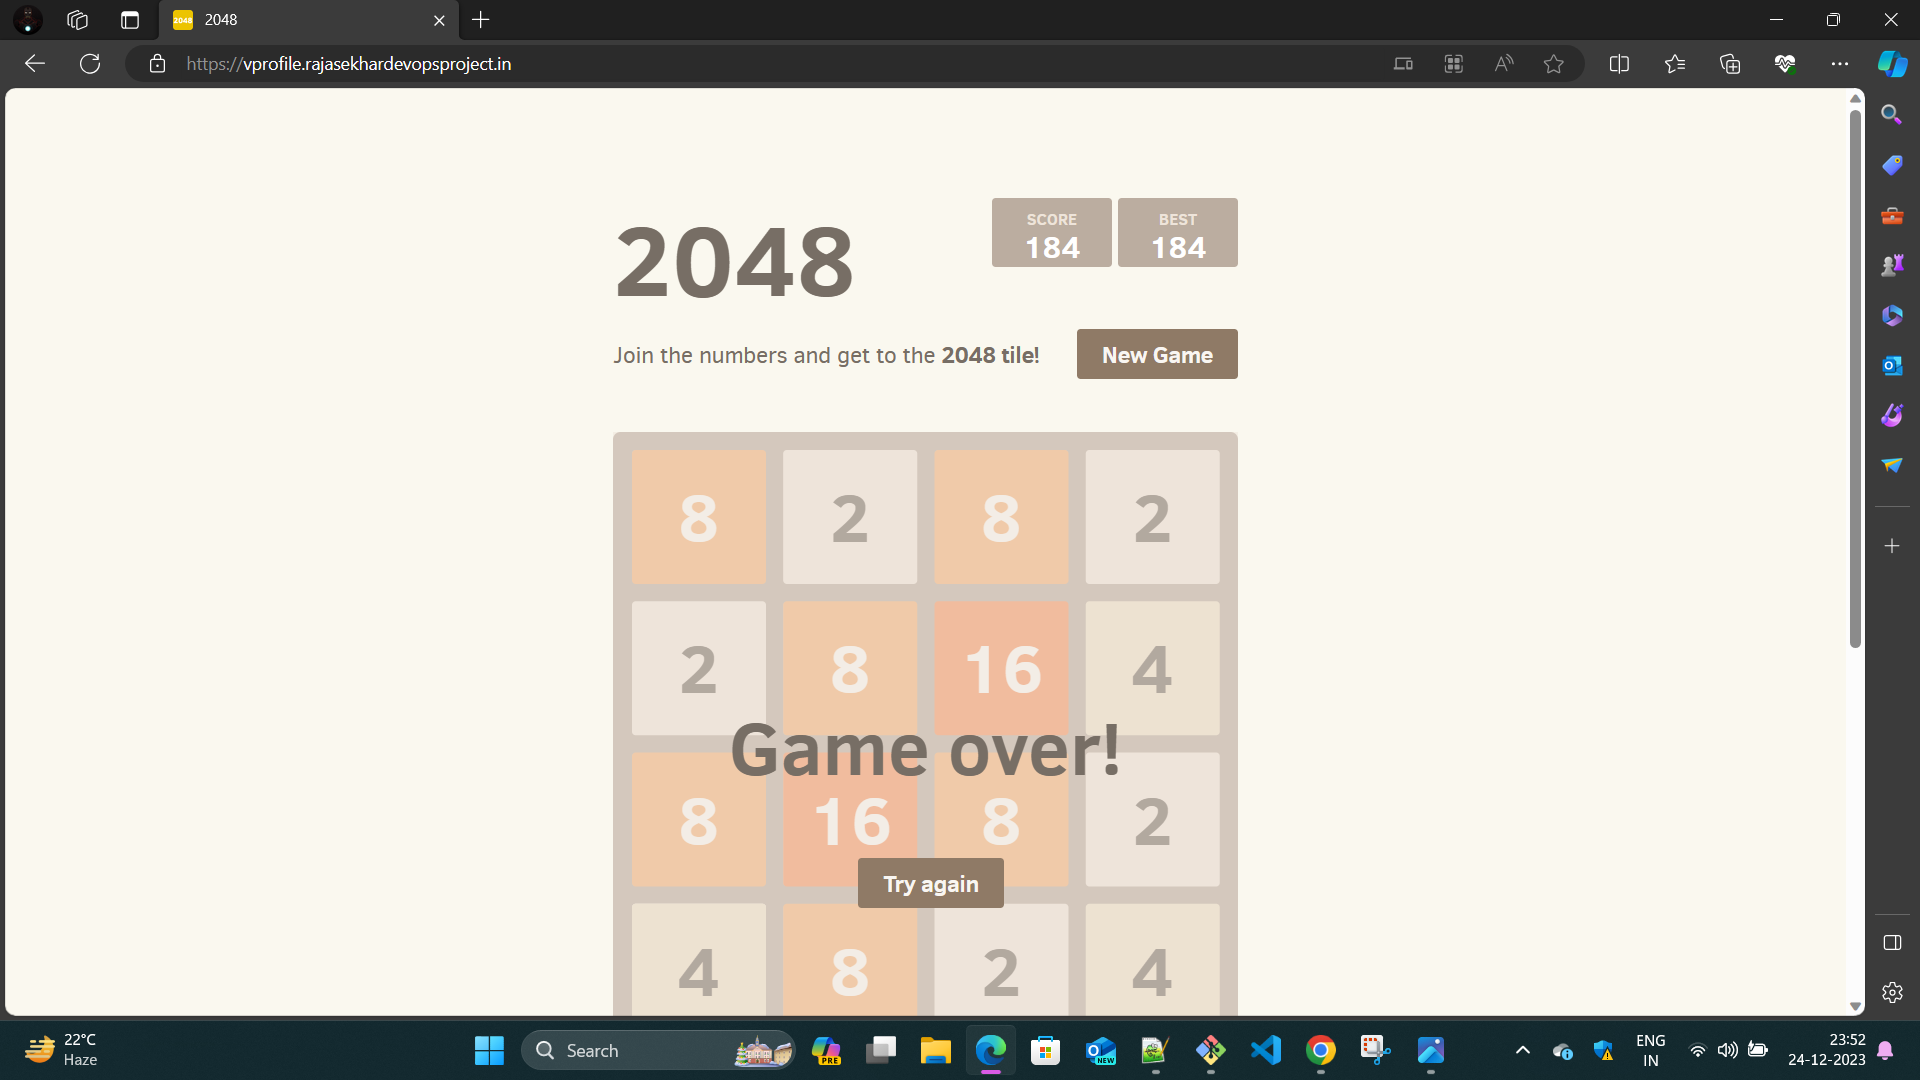 2048
https://vprofile.rajasekhardevopsproject.in
2048
SCORE
184
BEST
184
Join the numbers and get to the 2048 tile!
New Game
8 2 8 2
2 8 16 4
Game over!
8 16 8 2
Try again
4 8 2 4
22°C
Haze
Search
PRE
NEW
ENG
IN
23:52
24-12-2023